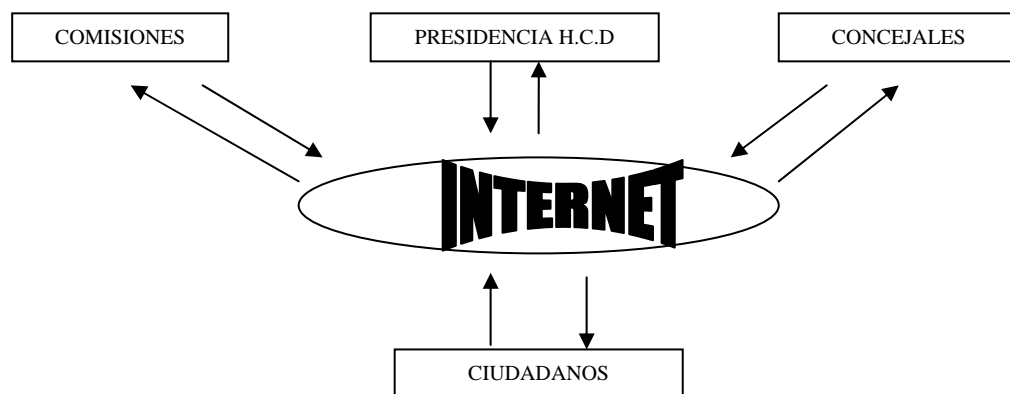 COMISIONES
PRESIDENCIA H.C.D
CONCEJALES
INTERNET
CIUDADANOS